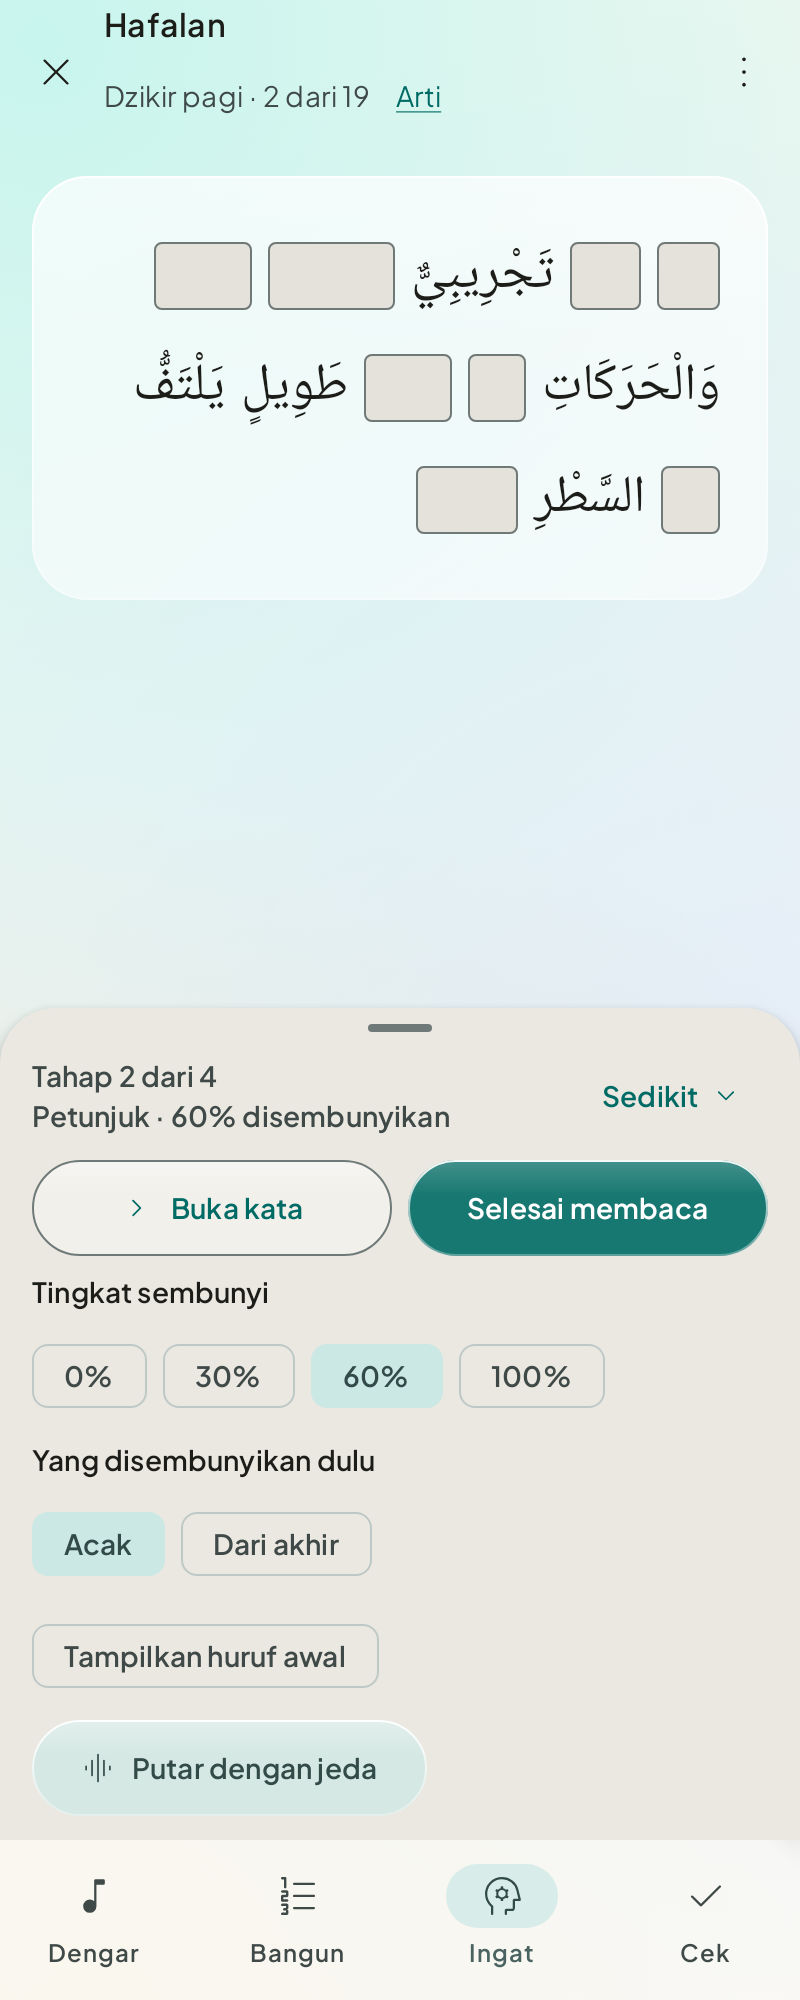 Hafalan
Dzikir pagi · 2 dari 19 Arti
تَجْرِيبِيٌّ
وَالْحَرَكَاتِ طَوِيلٍ يَلْتَفُّ
السَّطْرِ
Tahap 2 dari 4
Petunjuk · 60% disembunyikan
Sedikit
Buka kata
Selesai membaca
Tingkat sembunyi
0% 30% 60% 100%
Yang disembunyikan dulu
Acak Dari akhir
Tampilkan huruf awal
Putar dengan jeda
Dengar Bangun Ingat Cek